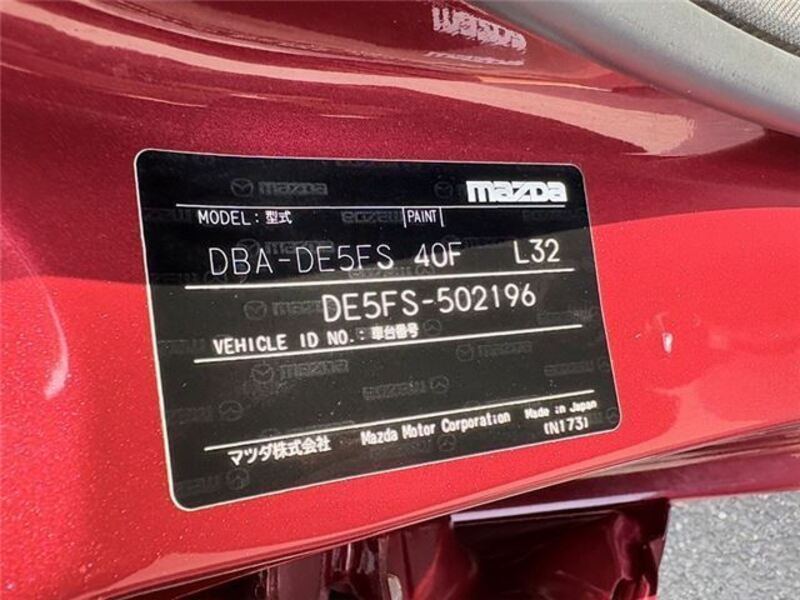 mazda
MODEL: 型式 PAINT
DBA-DE5FS 40F L32
DE5FS-502196
VEHICLE ID NO.: 車台番号
マツダ株式会社 Mazda Motor Corporation Made in Japan
(N173)